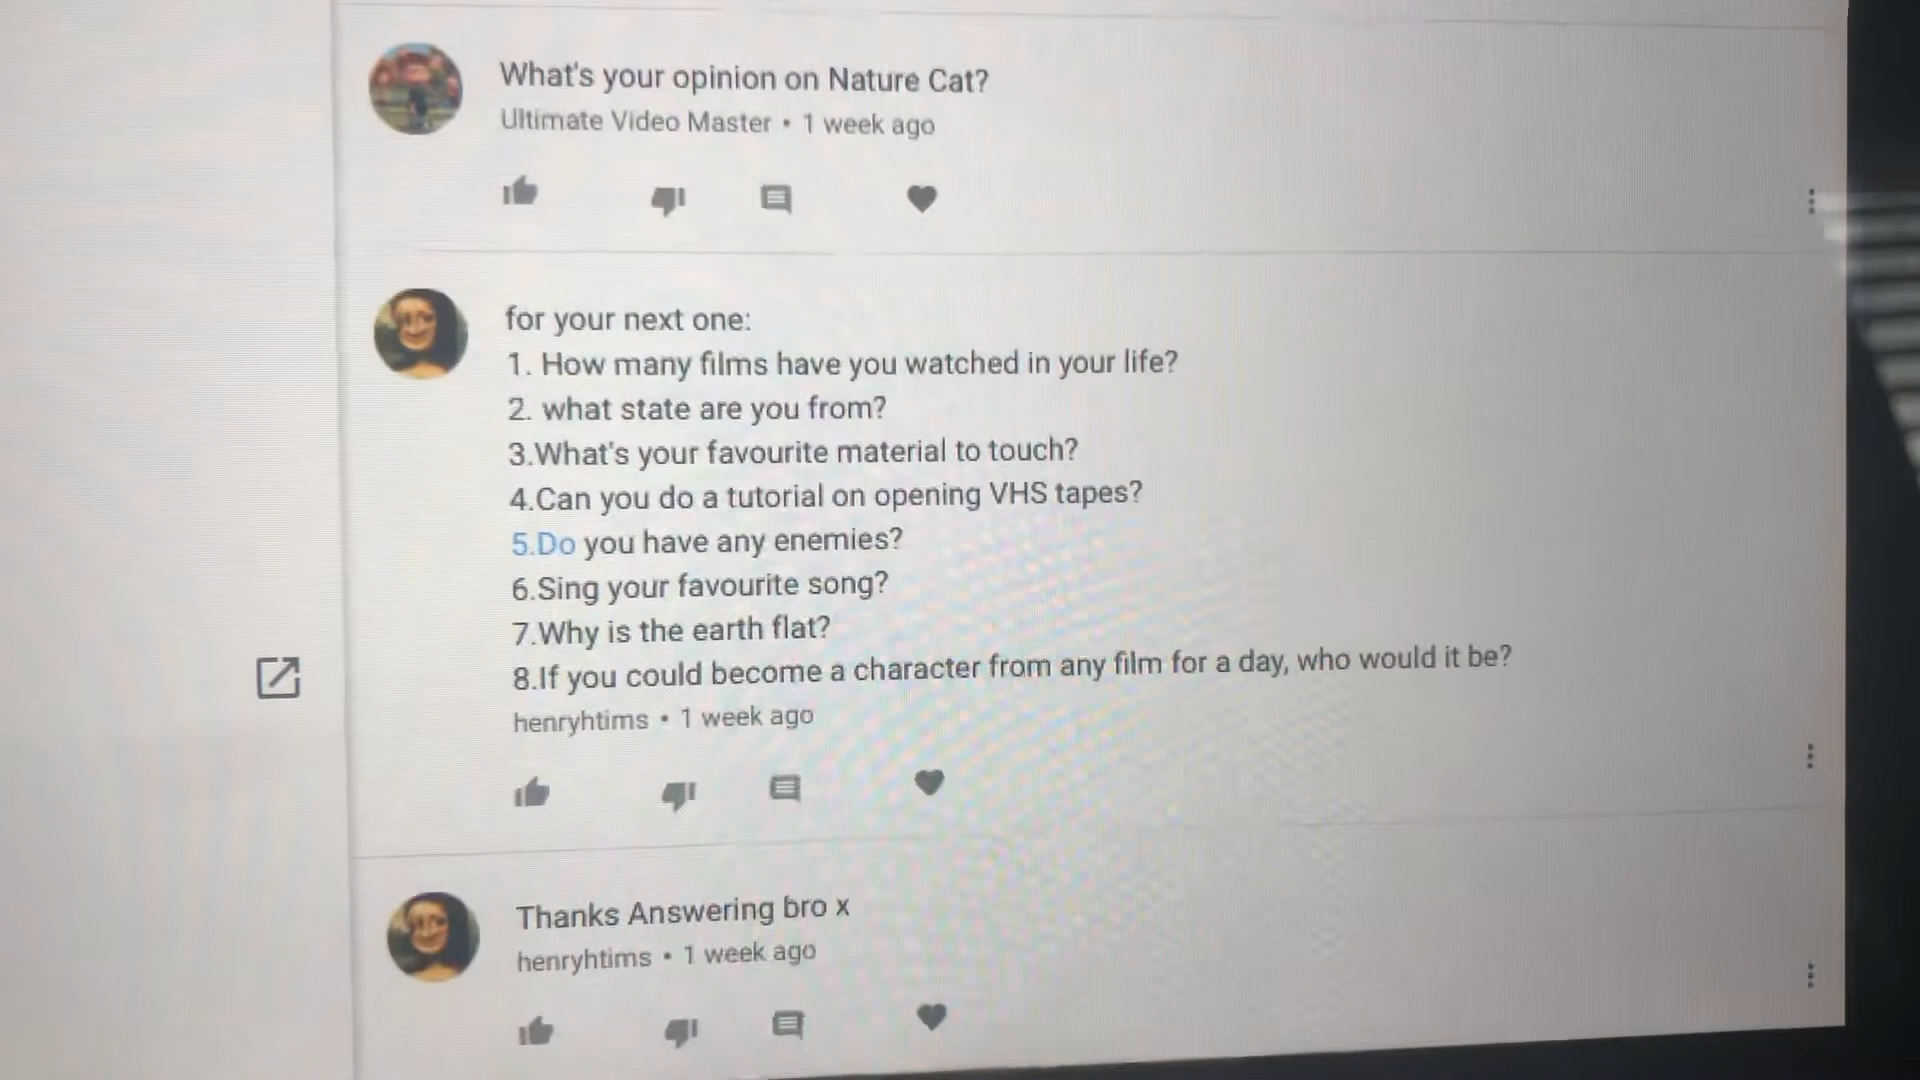 What's your opinion on Nature Cat?
Ultimate Video Master • 1 week ago
for your next one:
1. How many films have you watched in your life?
2. what state are you from?
3.What's your favourite material to touch?
4.Can you do a tutorial on opening VHS tapes?
5.Do you have any enemies?
6.Sing your favourite song?
7.Why is the earth flat?
8.If you could become a character from any film for a day, who would it be?
henryhtims • 1 week ago
Thanks Answering bro x
henryhtims • 1 week ago